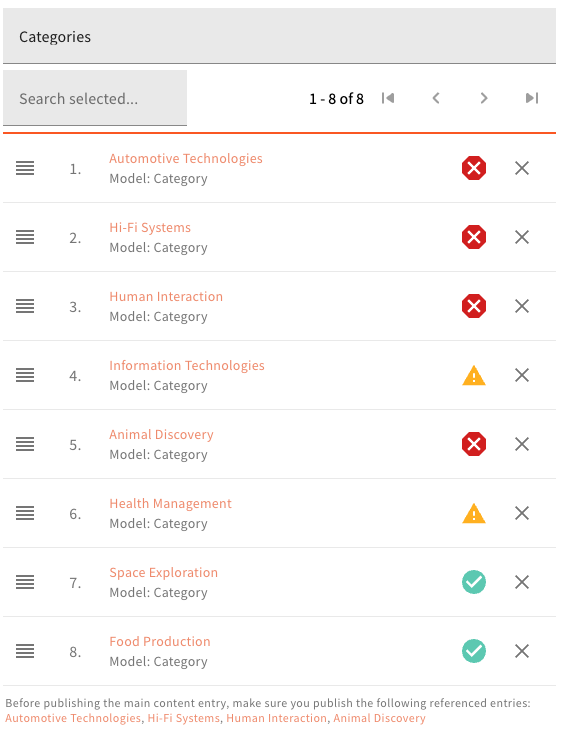 Categories
Search selected...
1 - 8 of 8
1.
Automotive Technologies
Model: Category
2.
Hi-Fi Systems
Model: Category
3.
Human Interaction
Model: Category
4.
Information Technologies
Model: Category
5.
Animal Discovery
Model: Category
6.
Health Management
Model: Category
7.
Space Exploration
Model: Category
8.
Food Production
Model: Category
Before publishing the main content entry, make sure you publish the following referenced entries:
Automotive Technologies, Hi-Fi Systems, Human Interaction, Animal Discovery